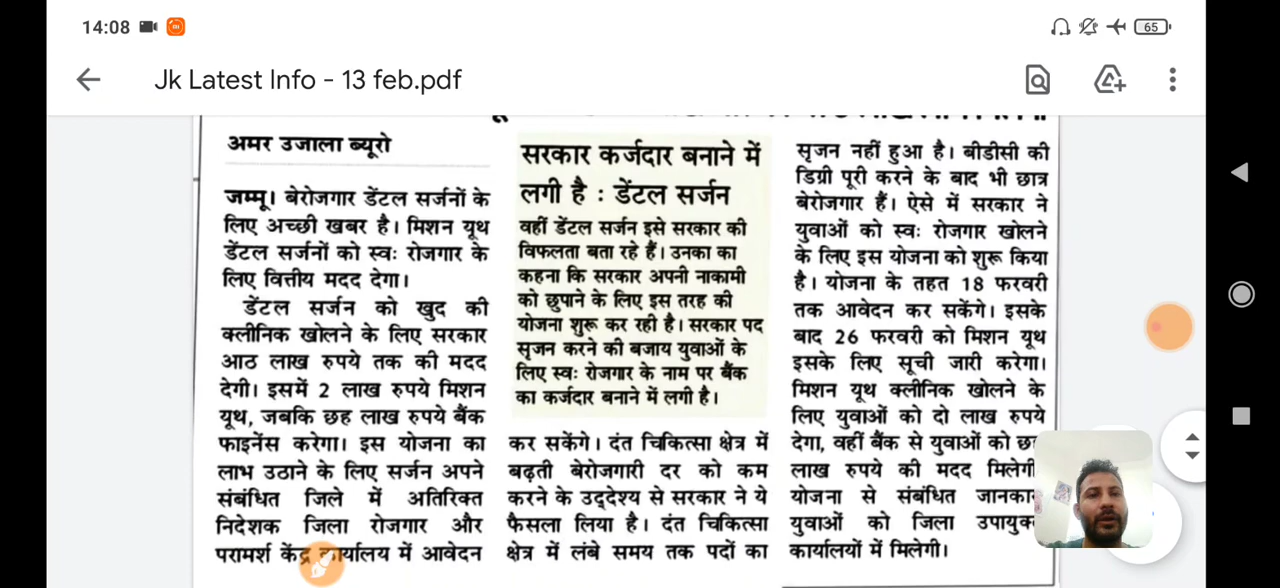 14:08
65
Jk Latest Info - 13 feb.pdf
अमर उजाला ब्यूरो
जम्मू। बेरोजगार डेंटल सर्जनों के
लिए अच्छी खबर है। मिशन यूथ
डेंटल सर्जनों को स्वः रोजगार के
लिए वित्तीय मदद देगा।
डेंटल सर्जन को खुद की
क्लीनिक खोलने के लिए सरकार
आठ लाख रुपये तक की मदद
देगी। इसमें 2 लाख रुपये मिशन
यूथ, जबकि छह लाख रुपये बैंक
फाइनेंस करेगा। इस योजना का
लाभ उठाने के लिए सर्जन अपने
संबंधित जिले में अतिरिक्त
निदेशक जिला रोजगार और
परामर्श केंद्र कार्यालय में आवेदन
सरकार कर्जदार बनाने में
लगी है : डेंटल सर्जन
वहीं डेंटल सर्जन इसे सरकार की
विफलता बता रहे हैं। उनका का
कहना कि सरकार अपनी नाकामी
को छुपाने के लिए इस तरह की
योजना शुरू कर रही है। सरकार पद
सृजन करने की बजाय युवाओं के
लिए स्वः रोजगार के नाम पर बैंक
का कर्जदार बनाने में लगी है।
कर सकेंगे। दंत चिकित्सा क्षेत्र में
बढ़ती बेरोजगारी दर को कम
करने के उद्देश्य से सरकार ने ये
फैसला लिया है। दंत चिकित्सा
क्षेत्र में लंबे समय तक पदों का
सृजन नहीं हुआ है। बीडीसी की
डिग्री पूरी करने के बाद भी छात्र
बेरोजगार हैं। ऐसे में सरकार ने
युवाओं को स्वः रोजगार खोलने
के लिए इस योजना को शुरू किया
है। योजना के तहत 18 फरवरी
तक आवेदन कर सकेंगे। इसके
बाद 26 फरवरी को मिशन यूथ
इसके लिए सूची जारी करेगा।
मिशन यूथ क्लीनिक खोलने के
लिए युवाओं को दो लाख रुपये
देगा, वहीं बैंक से युवाओं को
लाख रुपये की मदद मिलेगी
योजना से संबंधित
युवाओं को जिला
कार्यालयों में मिलेगी।